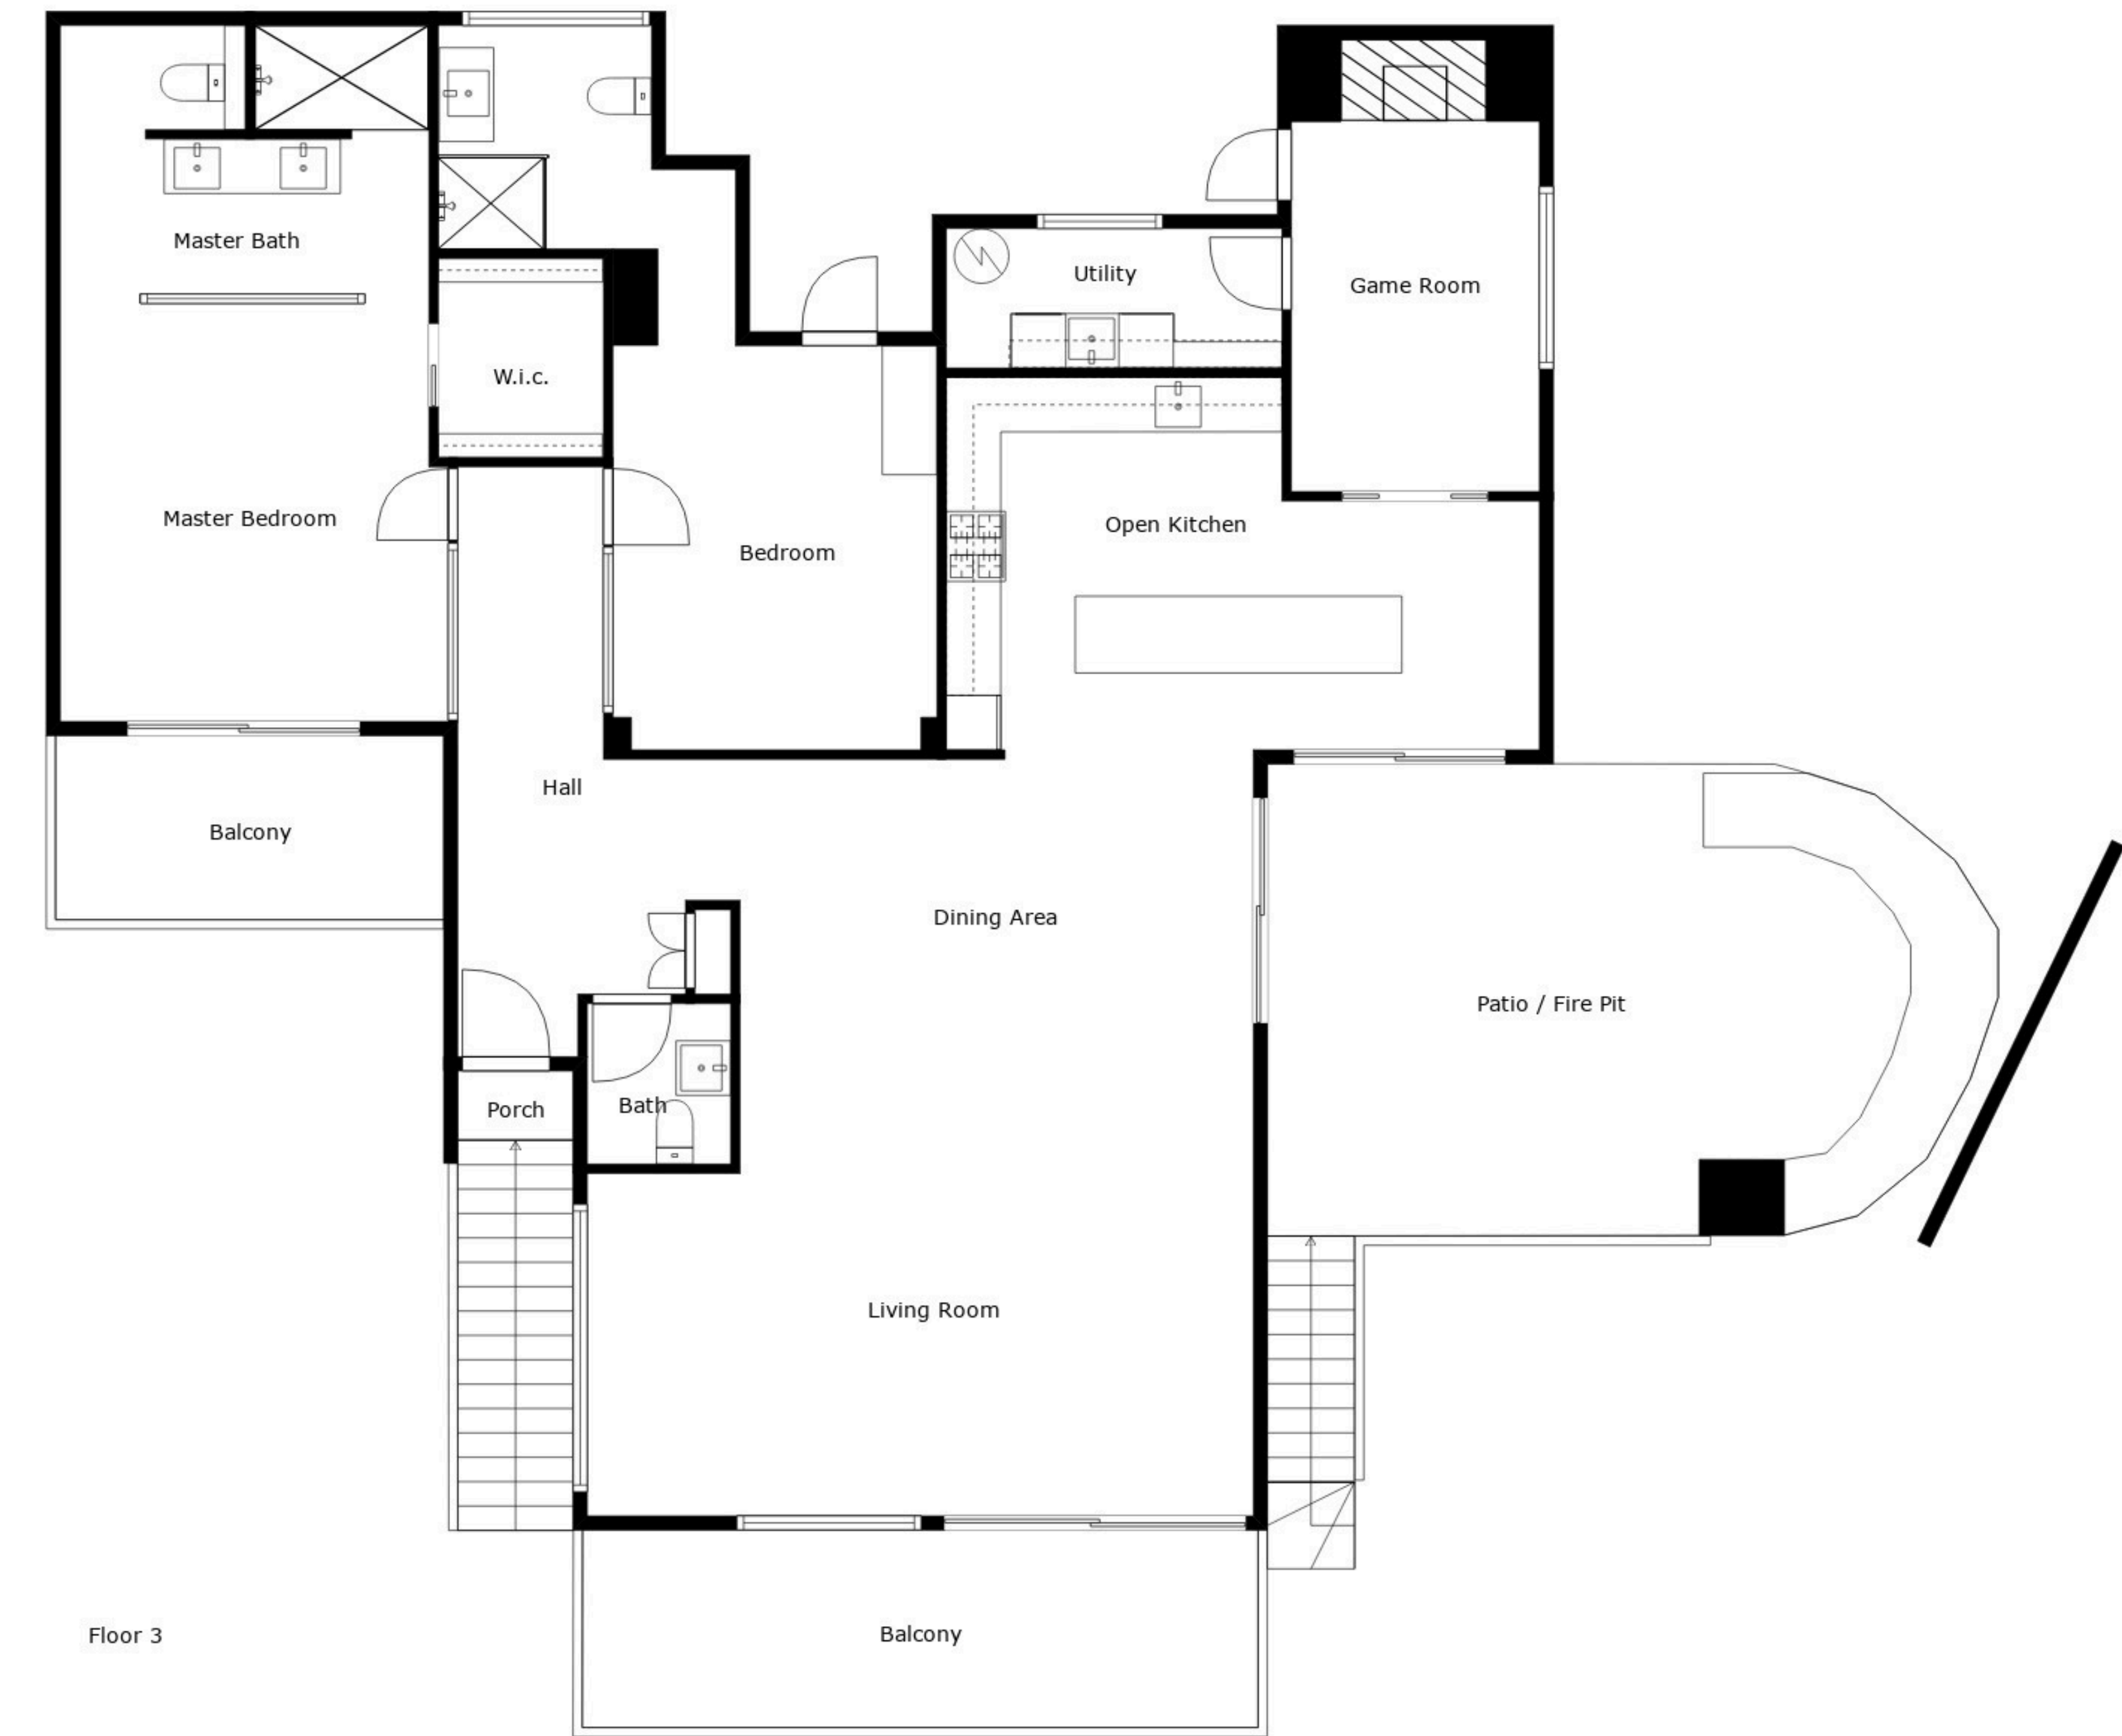 Master Bath
Utility
Game Room
W.i.c.
Master Bedroom
Open Kitchen
Bedroom
Hall
Balcony
Dining Area
Patio / Fire Pit
Porch
Bath
Living Room
Floor 3
Balcony